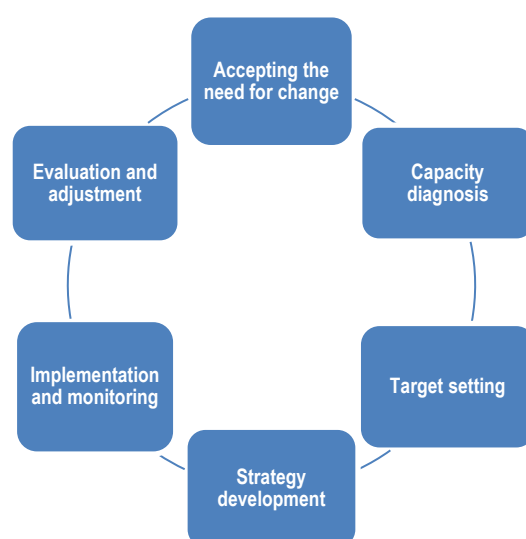 Accepting the
need for change
Capacity
diagnosis
Target setting
Strategy
development
Implementation
and monitoring
Evaluation and
adjustment